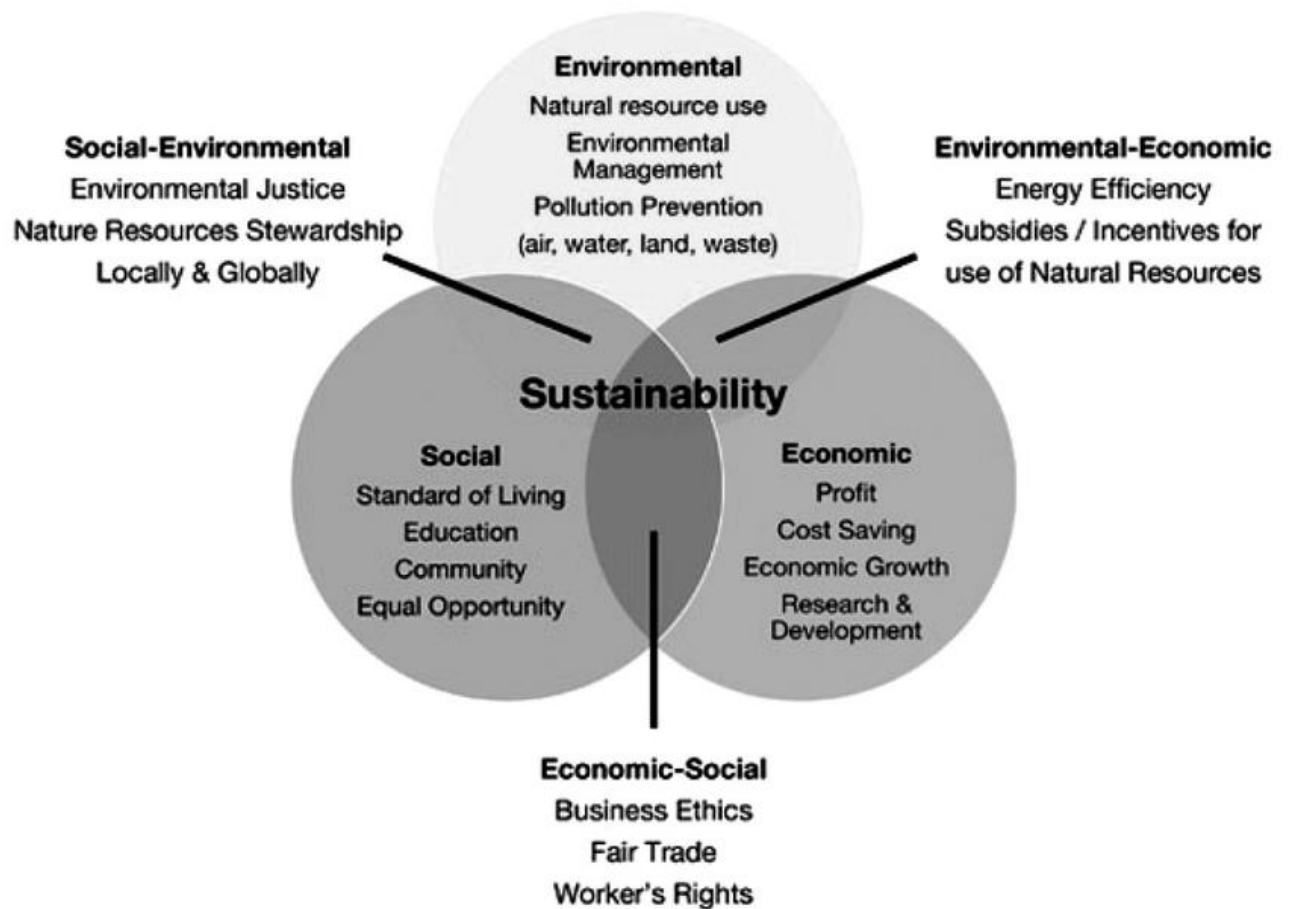 Environmental
Natural resource use
Environmental
Management
Pollution Prevention
(air, water, land, waste)
Social-Environmental
Environmental Justice
Nature Resources Stewardship
Locally & Globally
Environmental-Economic
Energy Efficiency
Subsidies / Incentives for
use of Natural Resources
Sustainability
Social
Standard of Living
Education
Community
Equal Opportunity
Economic
Profit
Cost Saving
Economic Growth
Research &
Development
Economic-Social
Business Ethics
Fair Trade
Worker's Rights